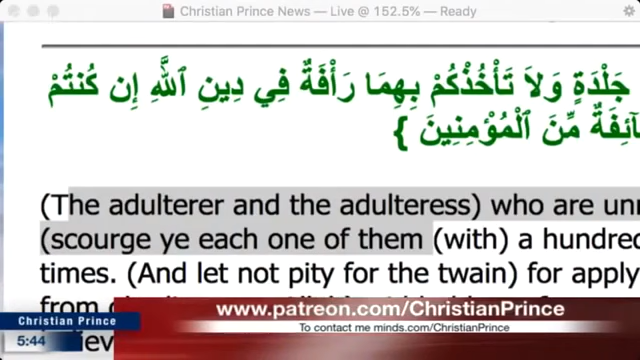 Christian Prince News — Live @ 152.5% — Ready
جَلْدَةٍ وَلاَ تَأْخُذْكُمْ بِهِمَا رَأْفَةٌ فِي دِينِ ٱللَّهِ إِن كُنتُمْ
مِّنَ ٱلْمُؤْمِنِينَ }
(The adulterer and the adulteress) who are
(scourge ye each one of them (with) a hundred
times. (And let not pity for the twain) for apply
from
www.patreon.com/ChristianPrince
Christian Prince
To contact me minds.com/ChristianPrince
5:44